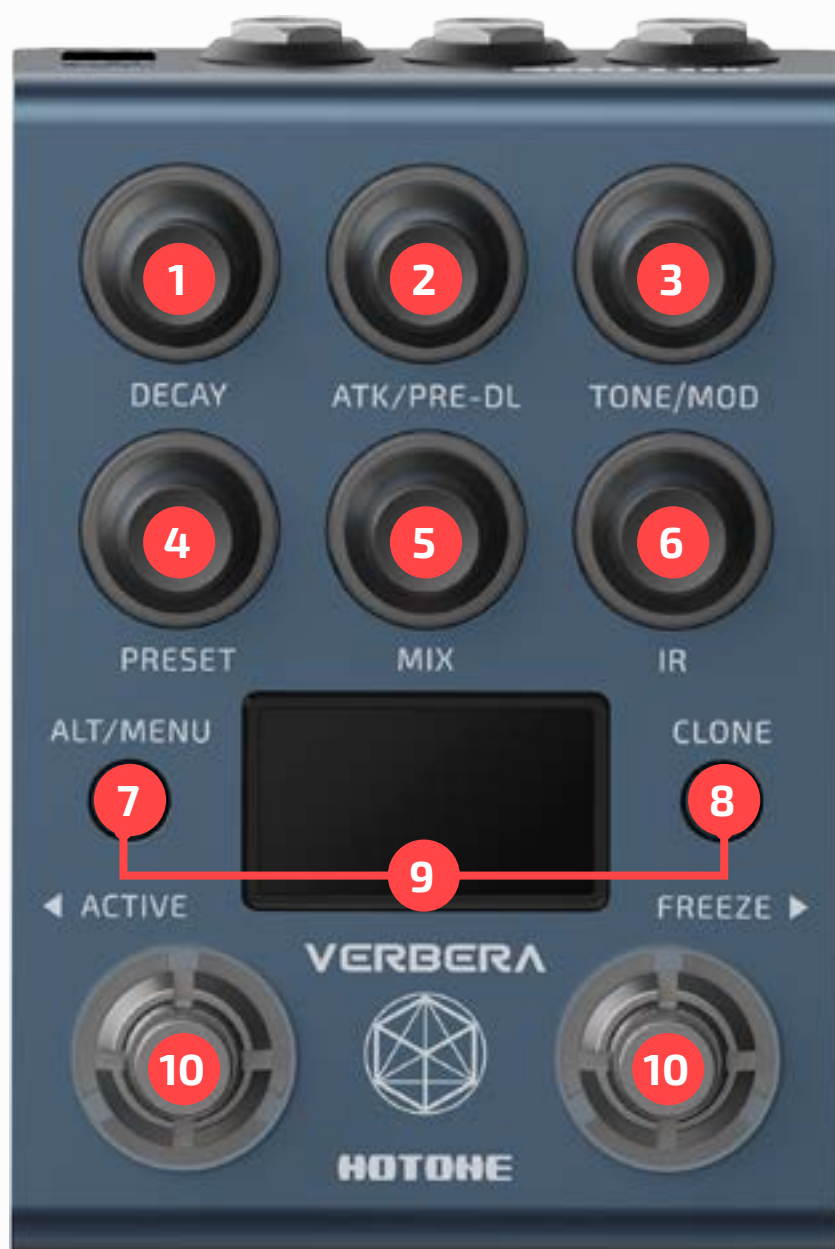 1 2 3
DECAY ATK/PRE-DL TONE/MOD
4 5 6
PRESET MIX IR
ALT/MENU CLONE
7 8
9
◀ ACTIVE FREEZE ▶
VERBERA
10 10
HOTONE